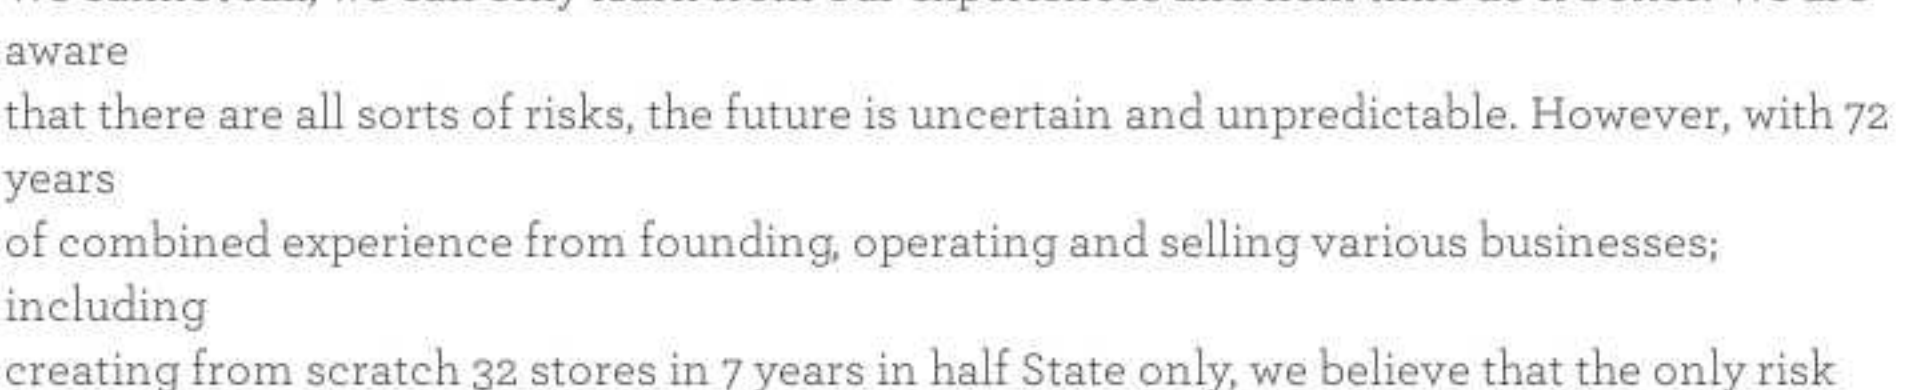 aware
that there are all sorts of risks, the future is uncertain and unpredictable. However, with 72
years
of combined experience from founding, operating and selling various businesses;
including
creating from scratch 32 stores in 7 years in half State only, we believe that the only risk